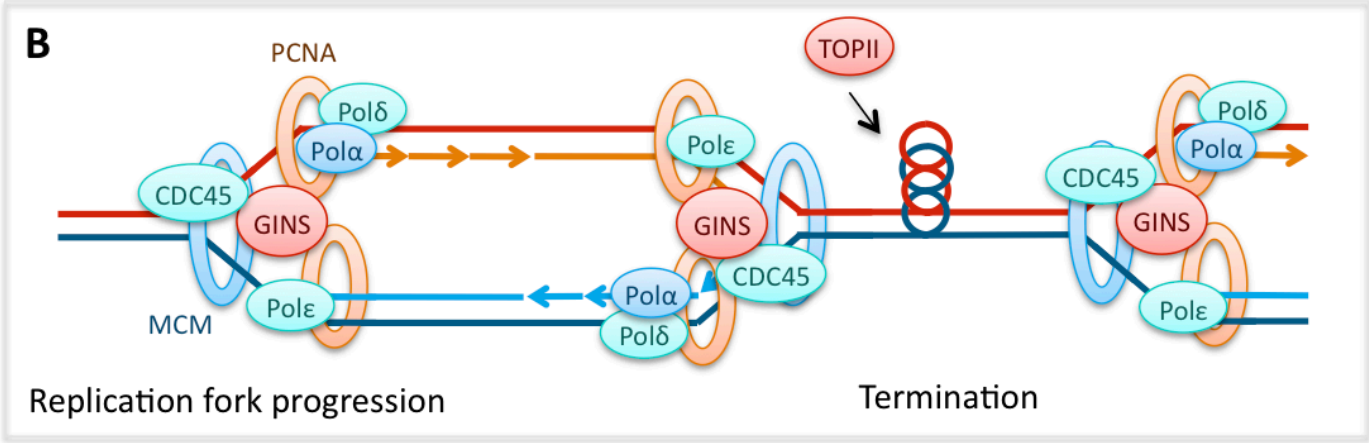 B
PCNA
TOPII
Polδ
Polα
Polε
Polδ
Polα
CDC45
GINS
GINS
CDC45
GINS
CDC45
Polε
Polα
Polδ
Polε
MCM
Replication fork progression
Termination